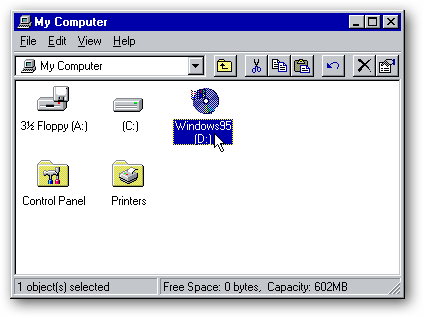 My Computer
File Edit View Help
My Computer
3½ Floppy (A:)
(C:)
Windows95
(D:)
Control Panel
Printers
1 object(s) selected
Free Space: 0 bytes, Capacity: 602MB